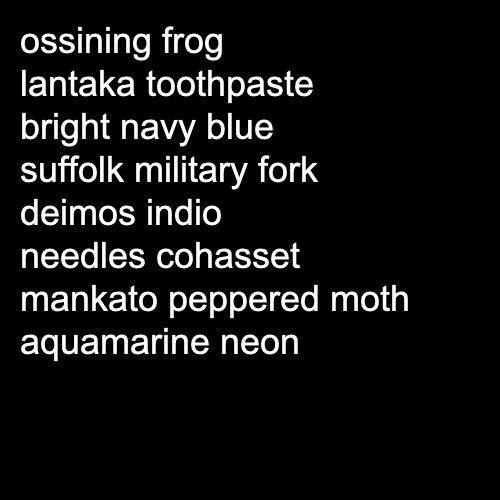 ossining frog
lantaka toothpaste
bright navy blue
suffolk military fork
deimos indio
needles cohasset
mankato peppered moth
aquamarine neon